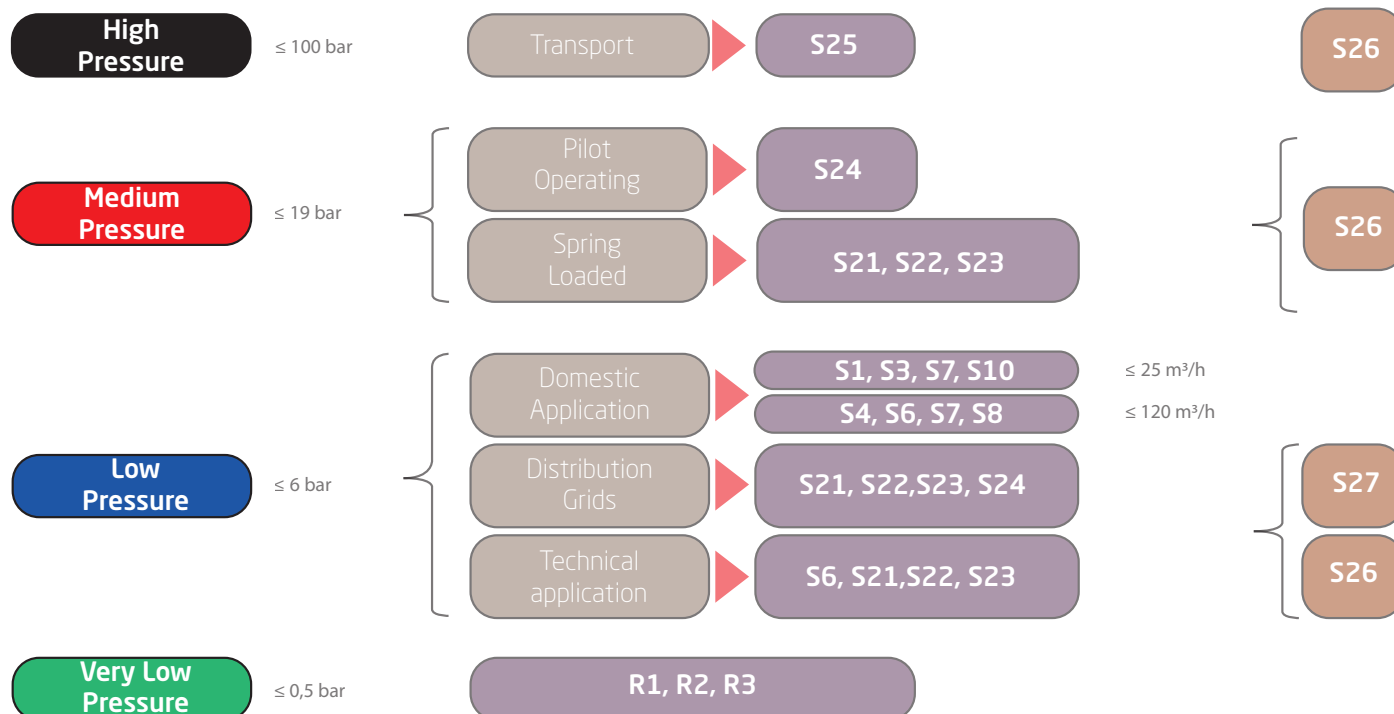 High
Pressure
≤ 100 bar
Transport
S25
S26
Medium
Pressure
≤ 19 bar
Pilot
Operating
S24
Spring
Loaded
S21, S22, S23
S26
Low
Pressure
≤ 6 bar
Domestic
Application
S1, S3, S7, S10
≤ 25 m³/h
S4, S6, S7, S8
≤ 120 m³/h
Distribution
Grids
S21, S22,S23, S24
S27
Technical
application
S6, S21,S22, S23
S26
Very Low
Pressure
≤ 0,5 bar
R1, R2, R3